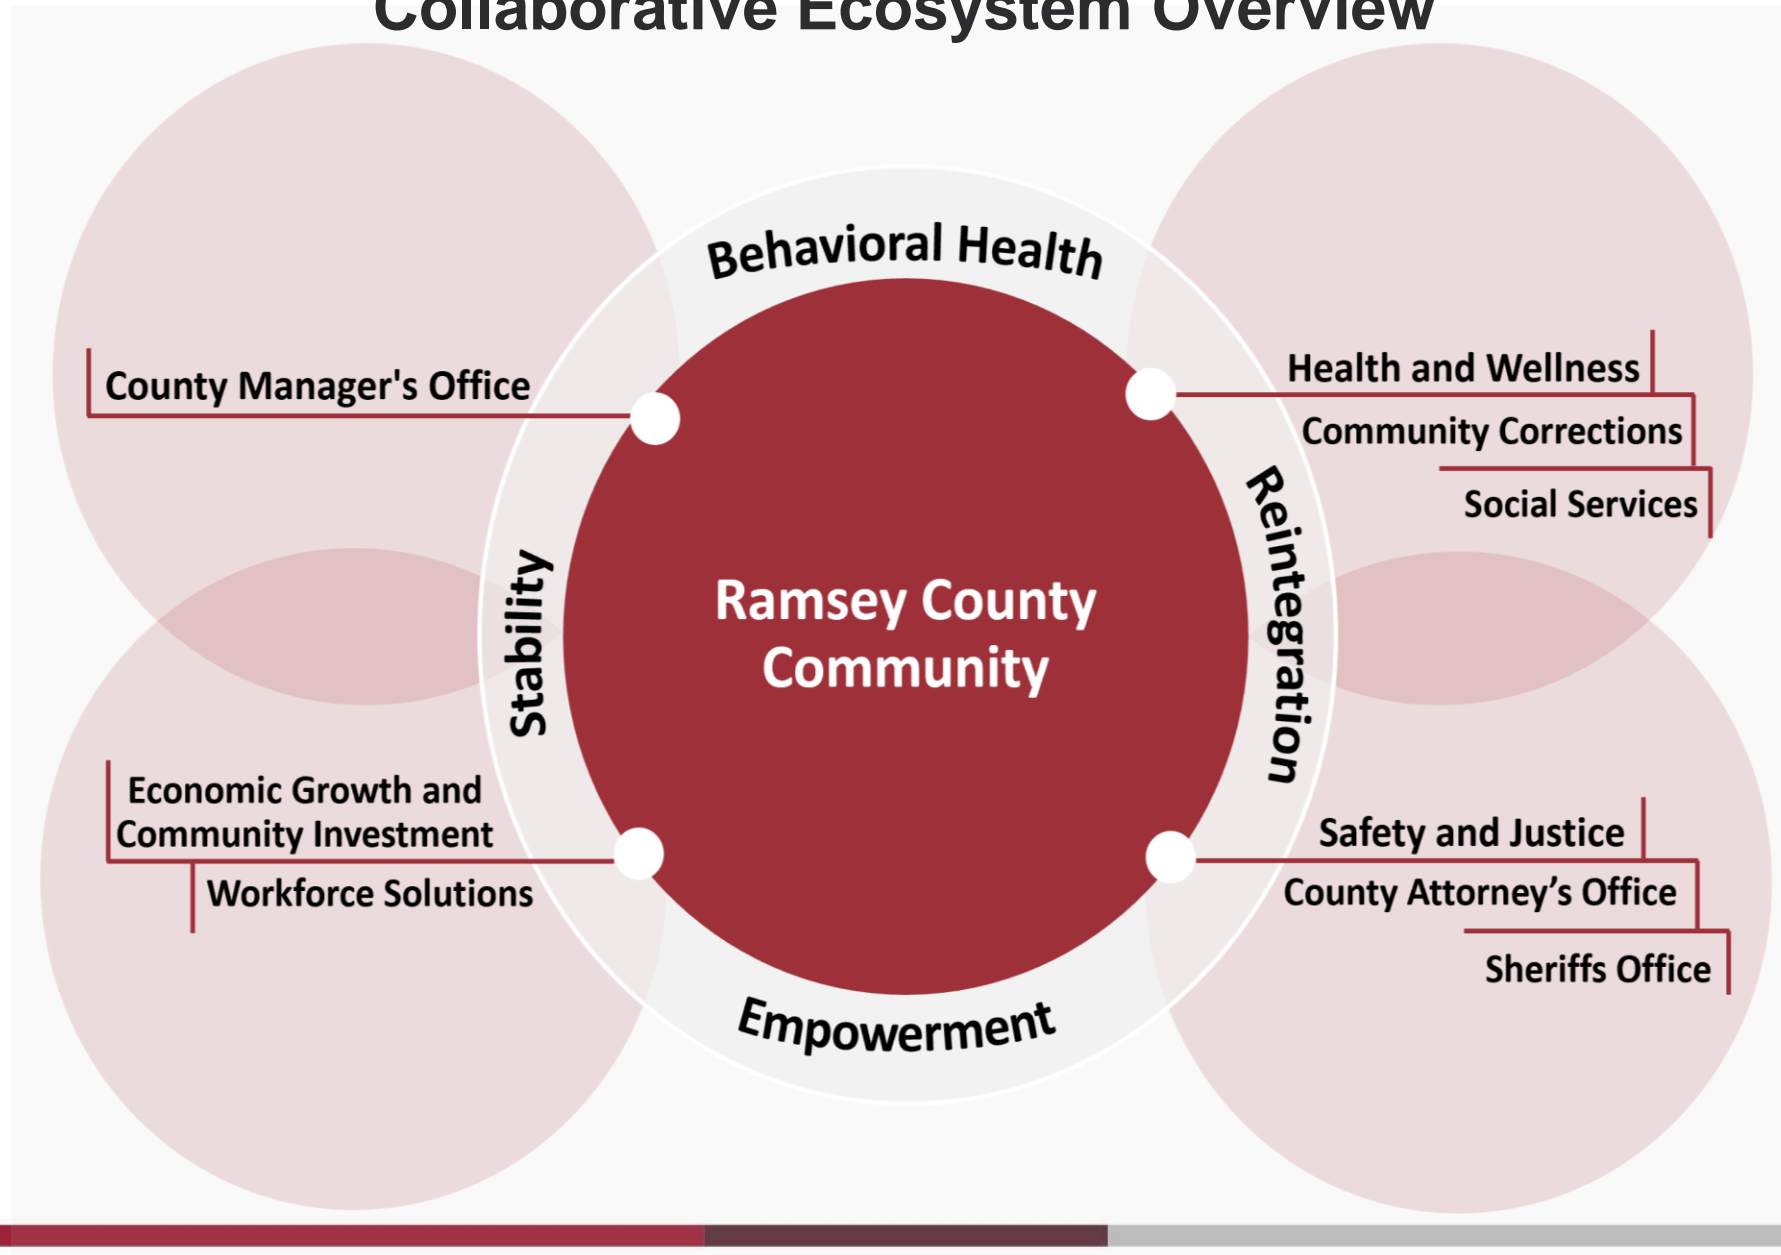 Collaborative Ecosystem Overview
Behavioral Health
County Manager's Office
Health and Wellness
Community Corrections
Social Services
Reintegration
Stability
Ramsey County
Community
Economic Growth and
Community Investment
Workforce Solutions
Safety and Justice
County Attorney’s Office
Sheriffs Office
Empowerment